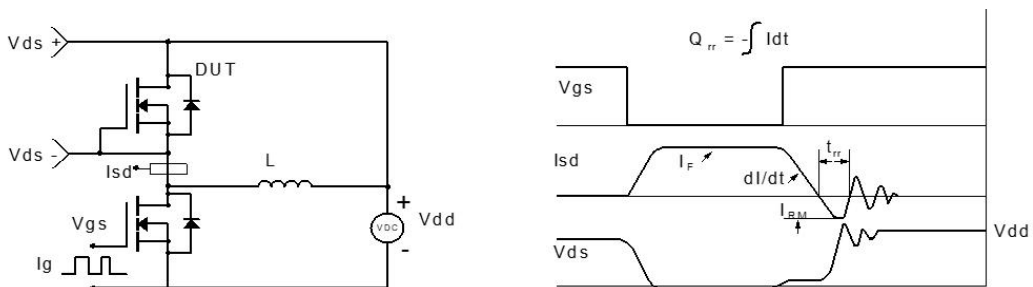 Vds +
DUT
Vds -
Isd
L
Vgs
Ig
+
VDC
-
Vdd
Q rr = - ∫ Idt
Vgs
Isd
I F
dI/dt
t rr
I RM
Vds
Vdd